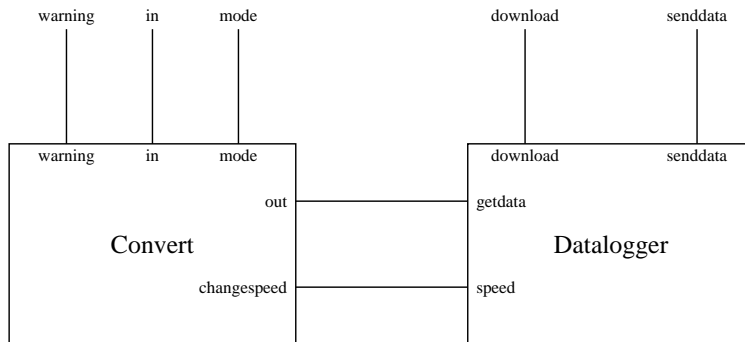 warning in mode download senddata
warning in mode download senddata
out getdata
Convert Datalogger
changespeed speed